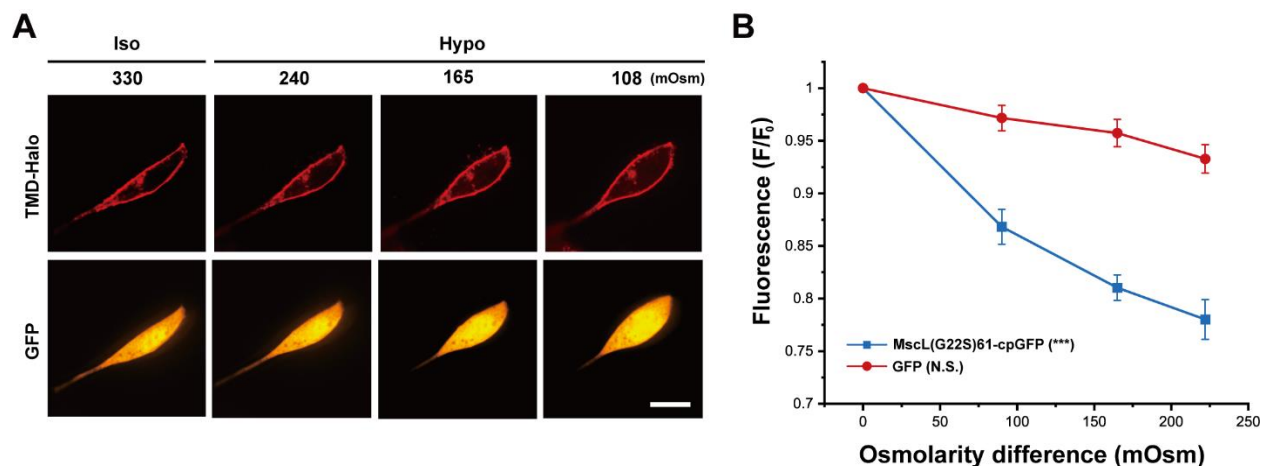 A
Iso Hypo
330 240 165 108 (mOsm)
TMD-Halo
GFP
B
Fluorescence (F/F₀)
1
0.95
0.9
0.85
0.8
0.75
0.7
MscL(G22S)61-cpGFP (***)
GFP (N.S.)
0 50 100 150 200 250
Osmolarity difference (mOsm)